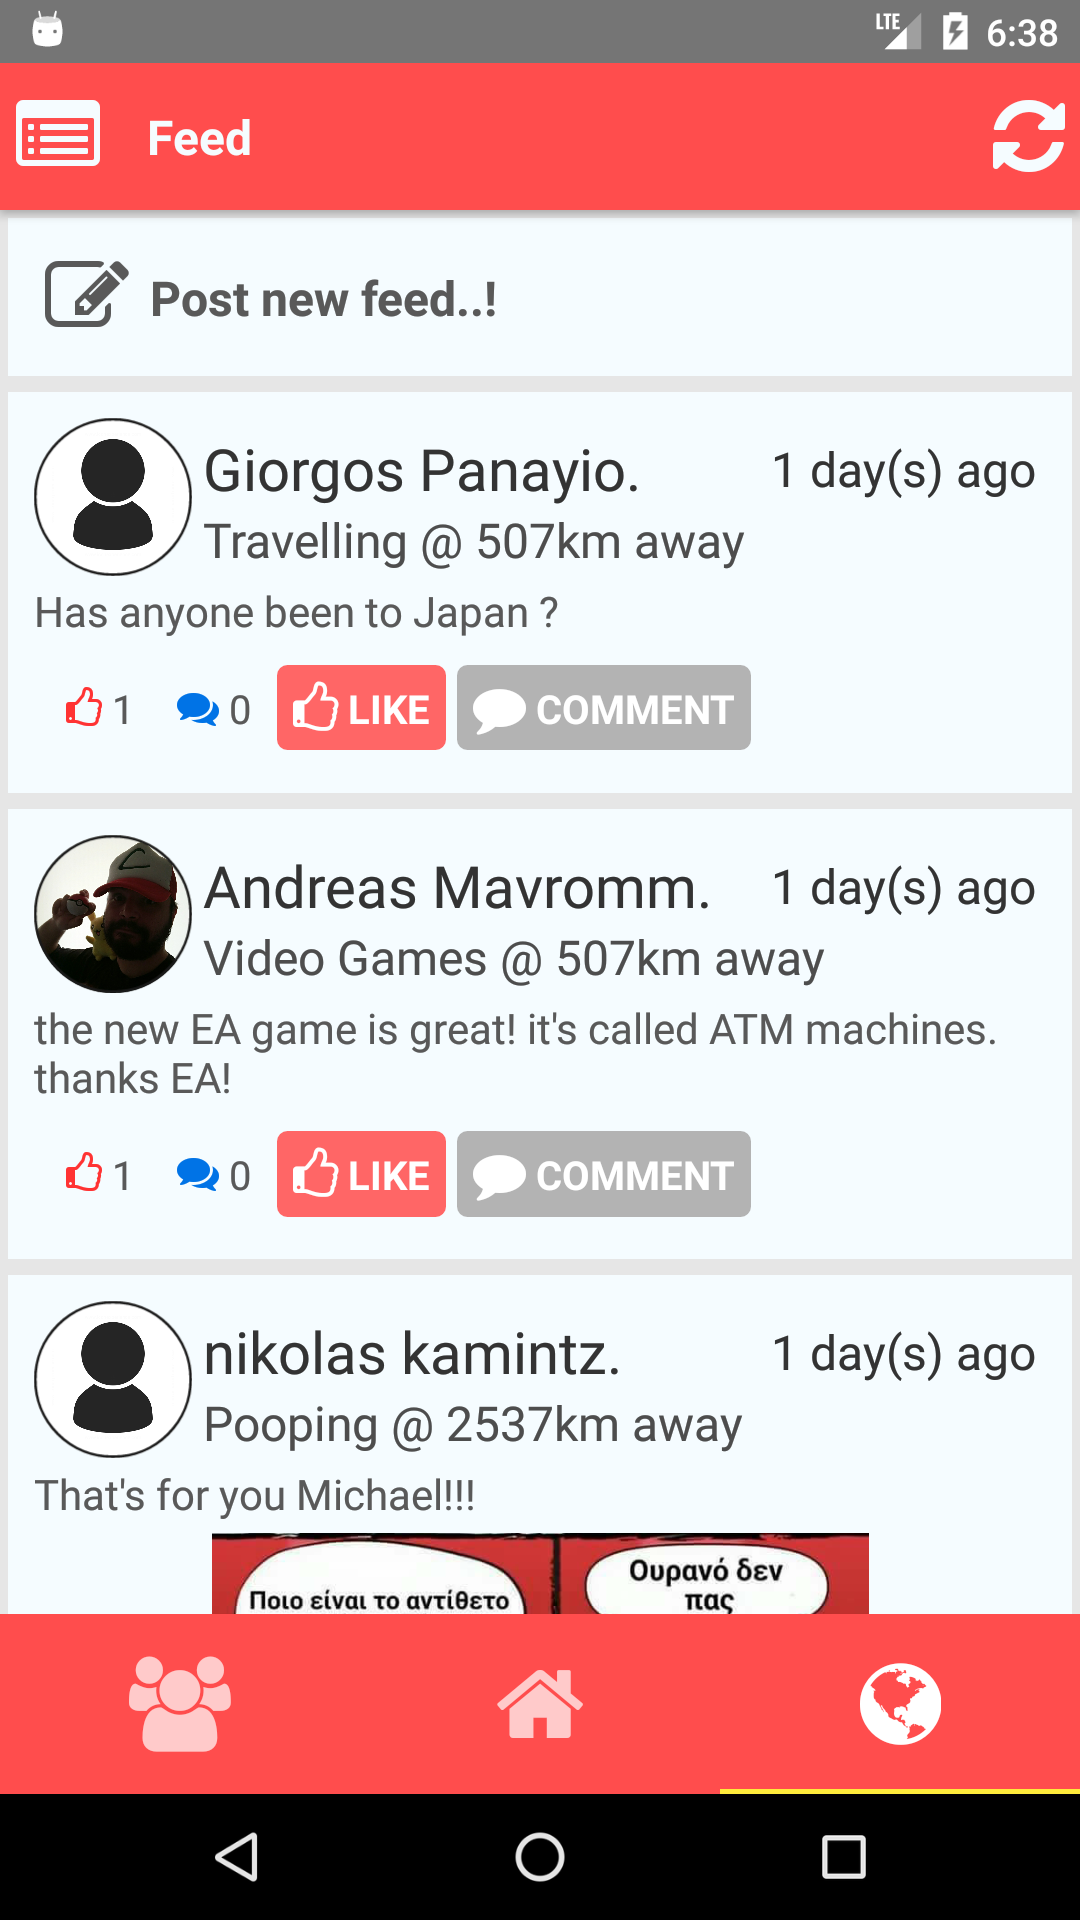 LTE 6:38
Feed
Post new feed..!
Giorgos Panayio. 1 day(s) ago
Travelling @ 507km away
Has anyone been to Japan ?
1 0 LIKE COMMENT
Andreas Mavromm. 1 day(s) ago
Video Games @ 507km away
the new EA game is great! it's called ATM machines.
thanks EA!
1 0 LIKE COMMENT
nikolas kamintz. 1 day(s) ago
Pooping @ 2537km away
That's for you Michael!!!
Ουρανό δεν
Ποιο είναι το αντίθετο πας